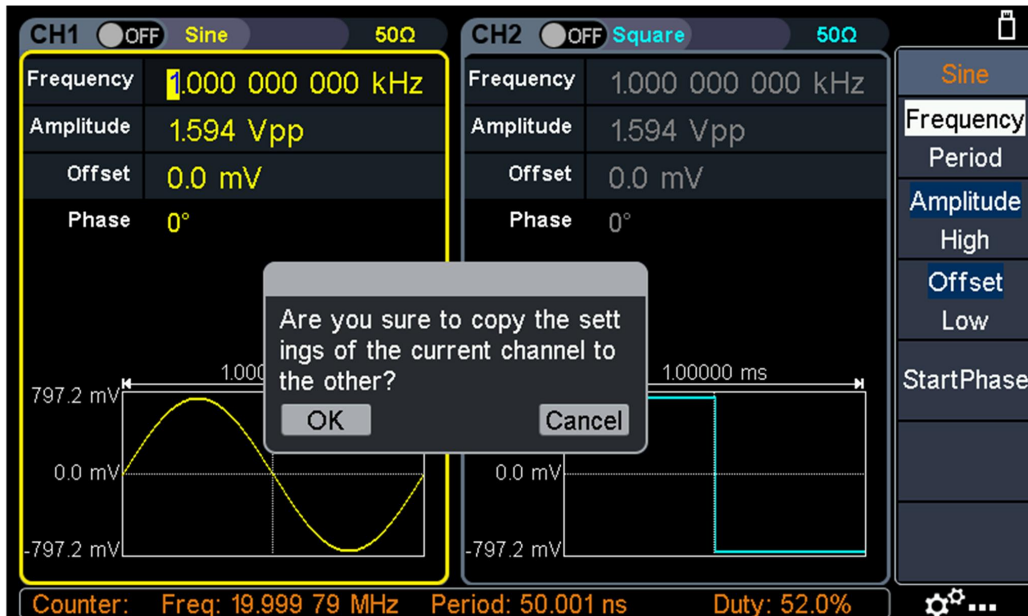 CH1 OFF Sine 50Ω
CH2 OFF Square 50Ω
Frequency 1.000 000 000 kHz
Amplitude 1.594 Vpp
Offset 0.0 mV
Phase 0°
Frequency 1.000 000 000 kHz
Amplitude 1.594 Vpp
Offset 0.0 mV
Phase 0°
Are you sure to copy the sett
ings of the current channel to
the other?
OK Cancel
1.000
797.2 mV
0.0 mV
-797.2 mV
1.00000 ms
0.0 mV
-797.2 mV
Sine
Frequency
Period
Amplitude
High
Offset
Low
StartPhase
Counter: Freq: 19.999 79 MHz Period: 50.001 ns Duty: 52.0%